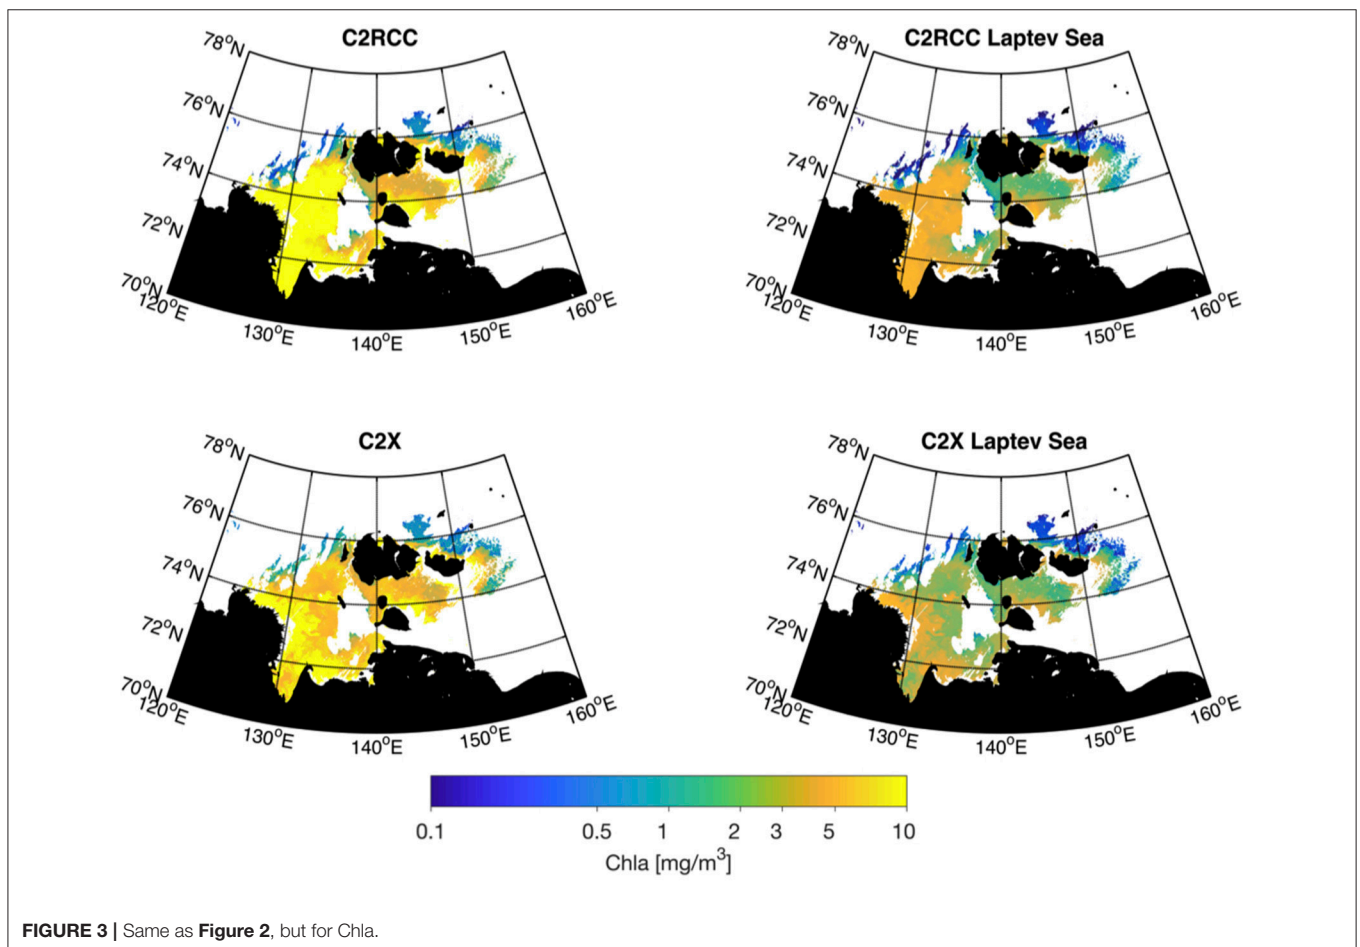 C2RCC
78°N
76°N
74°N
72°N
70°N
120°E
130°E
140°E
150°E
160°E
C2RCC Laptev Sea
78°N
76°N
74°N
72°N
70°N
120°E
130°E
140°E
150°E
160°E
C2X
78°N
76°N
74°N
72°N
70°N
120°E
130°E
140°E
150°E
160°E
C2X Laptev Sea
78°N
76°N
74°N
72°N
70°N
120°E
130°E
140°E
150°E
160°E
0.1 0.5 1 2 3 5 10
Chla [mg/m³]
FIGURE 3 | Same as Figure 2, but for Chla.